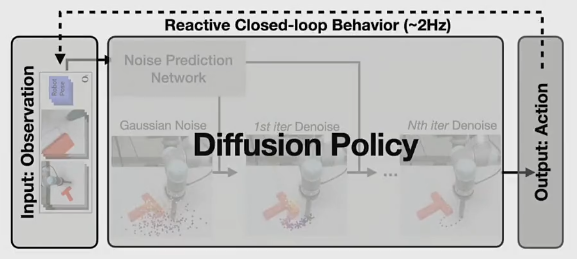 Reactive Closed-loop Behavior (~2Hz)
Input: Observation
Robot
Pose
O
Noise Prediction
Network
Gaussian Noise
1st iter Denoise
Nth iter Denoise
...
Diffusion Policy
Output: Action